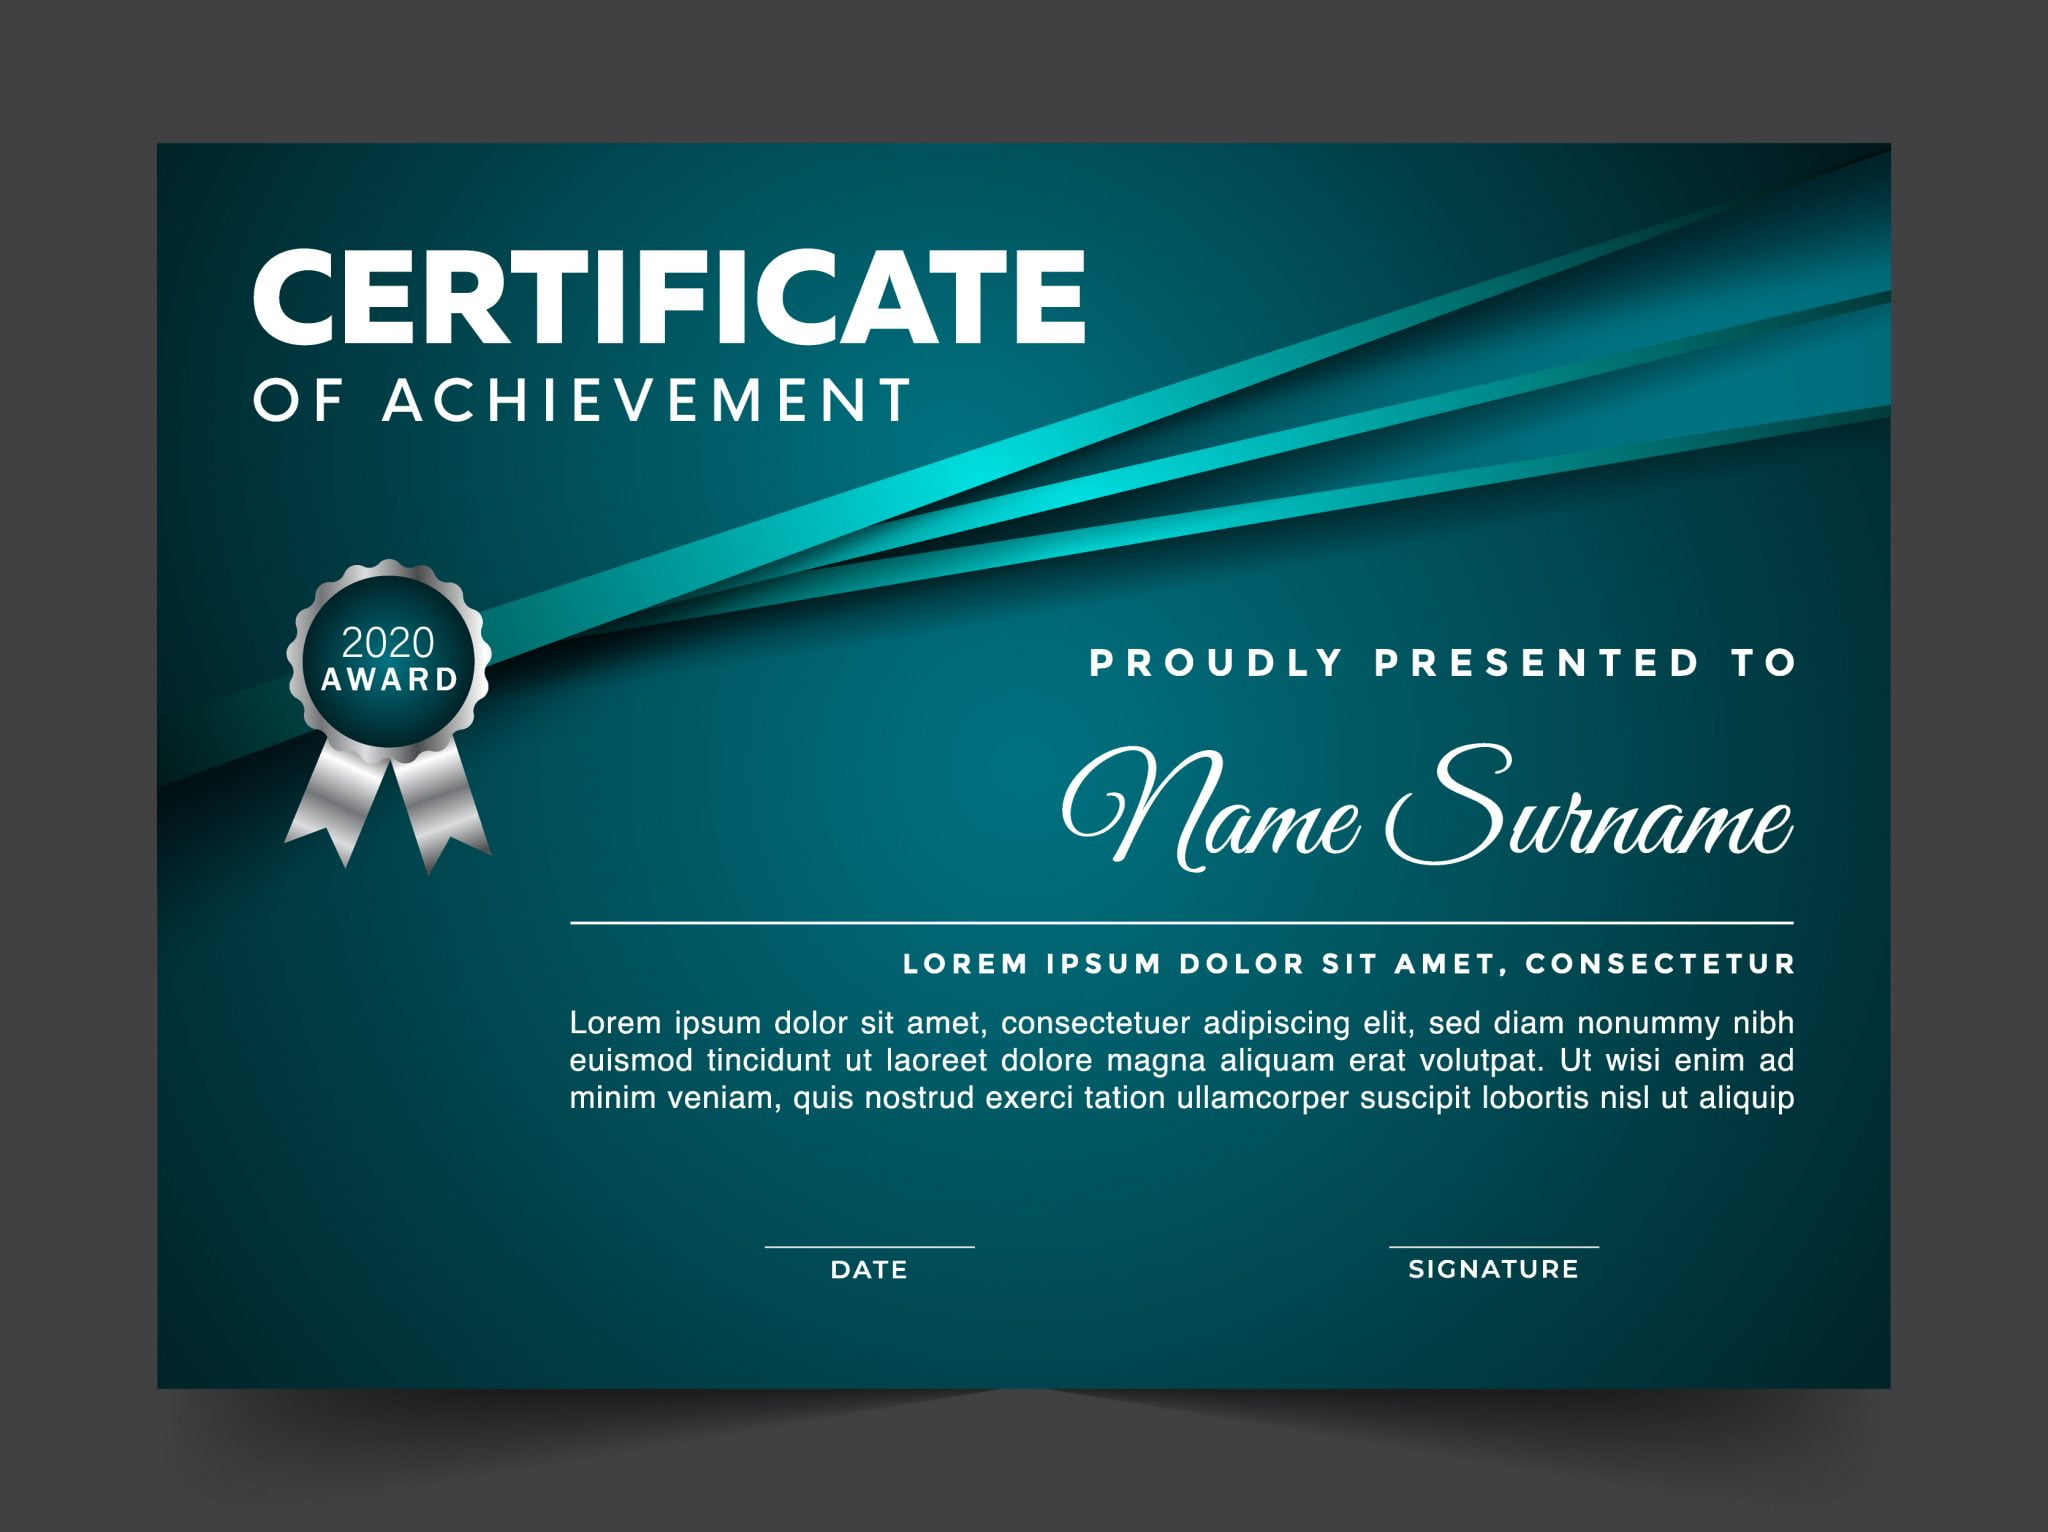 CERTIFICATE
OF ACHIEVEMENT
2020
AWARD
PROUDLY PRESENTED TO
Name Surname
LOREM IPSUM DOLOR SIT AMET, CONSECTETUR
Lorem ipsum dolor sit amet, consectetuer adipiscing elit, sed diam nonummy nibh
euismod tincidunt ut laoreet dolore magna aliquam erat volutpat. Ut wisi enim ad
minim veniam, quis nostrud exerci tation ullamcorper suscipit lobortis nisl ut aliquip
DATE
SIGNATURE